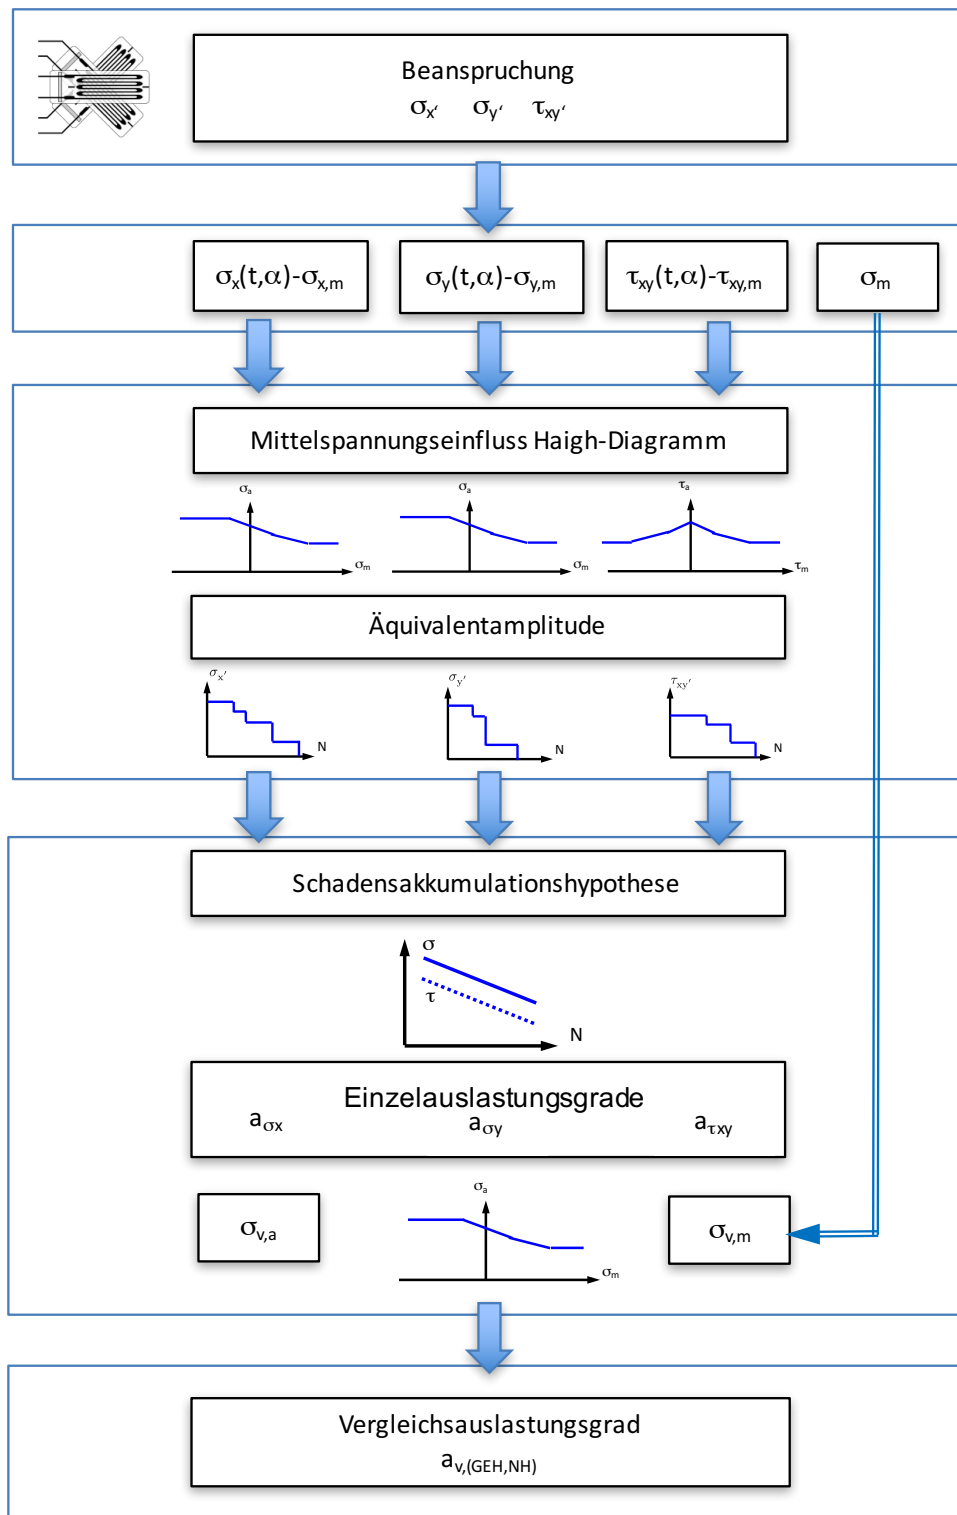 Beanspruchung
σx‘ σy‘ τxy‘
σx(t,α)-σx,m σy(t,α)-σy,m τxy(t,α)-τxy,m σm
Mittelspannungseinfluss Haigh-Diagramm
σa σa τa
σm σm τm
Äquivalentamplitude
σx′ σy′ τxy′
N N N
Schadensakkumulationshypothese
σ
τ
N
Einzelauslastungsgrade
aσx aσy aτxy
σa
σv,a σv,m
σm
Vergleichsauslastungsgrad
av,(GEH,NH)